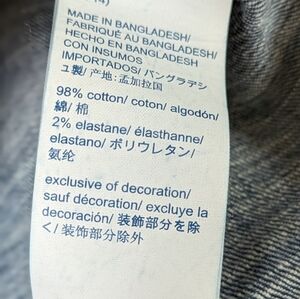 MADE IN BANGLADESH/
FABRIQUÉ AU BANGLADESH/
HECHO EN BANGLADESH
CON INSUMOS
IMPORTADOS/ バングラデシ
ュ製/ 产地: 孟加拉国
98% cotton/ coton/ algodón/
綿/ 棉
2% elastane/ élasthanne/
elastano/ ポリウレタン/
氨纶
exclusive of decoration/
sauf décoration/ excluye la
decoración/ 装飾部分を除
く/ 装饰部分除外